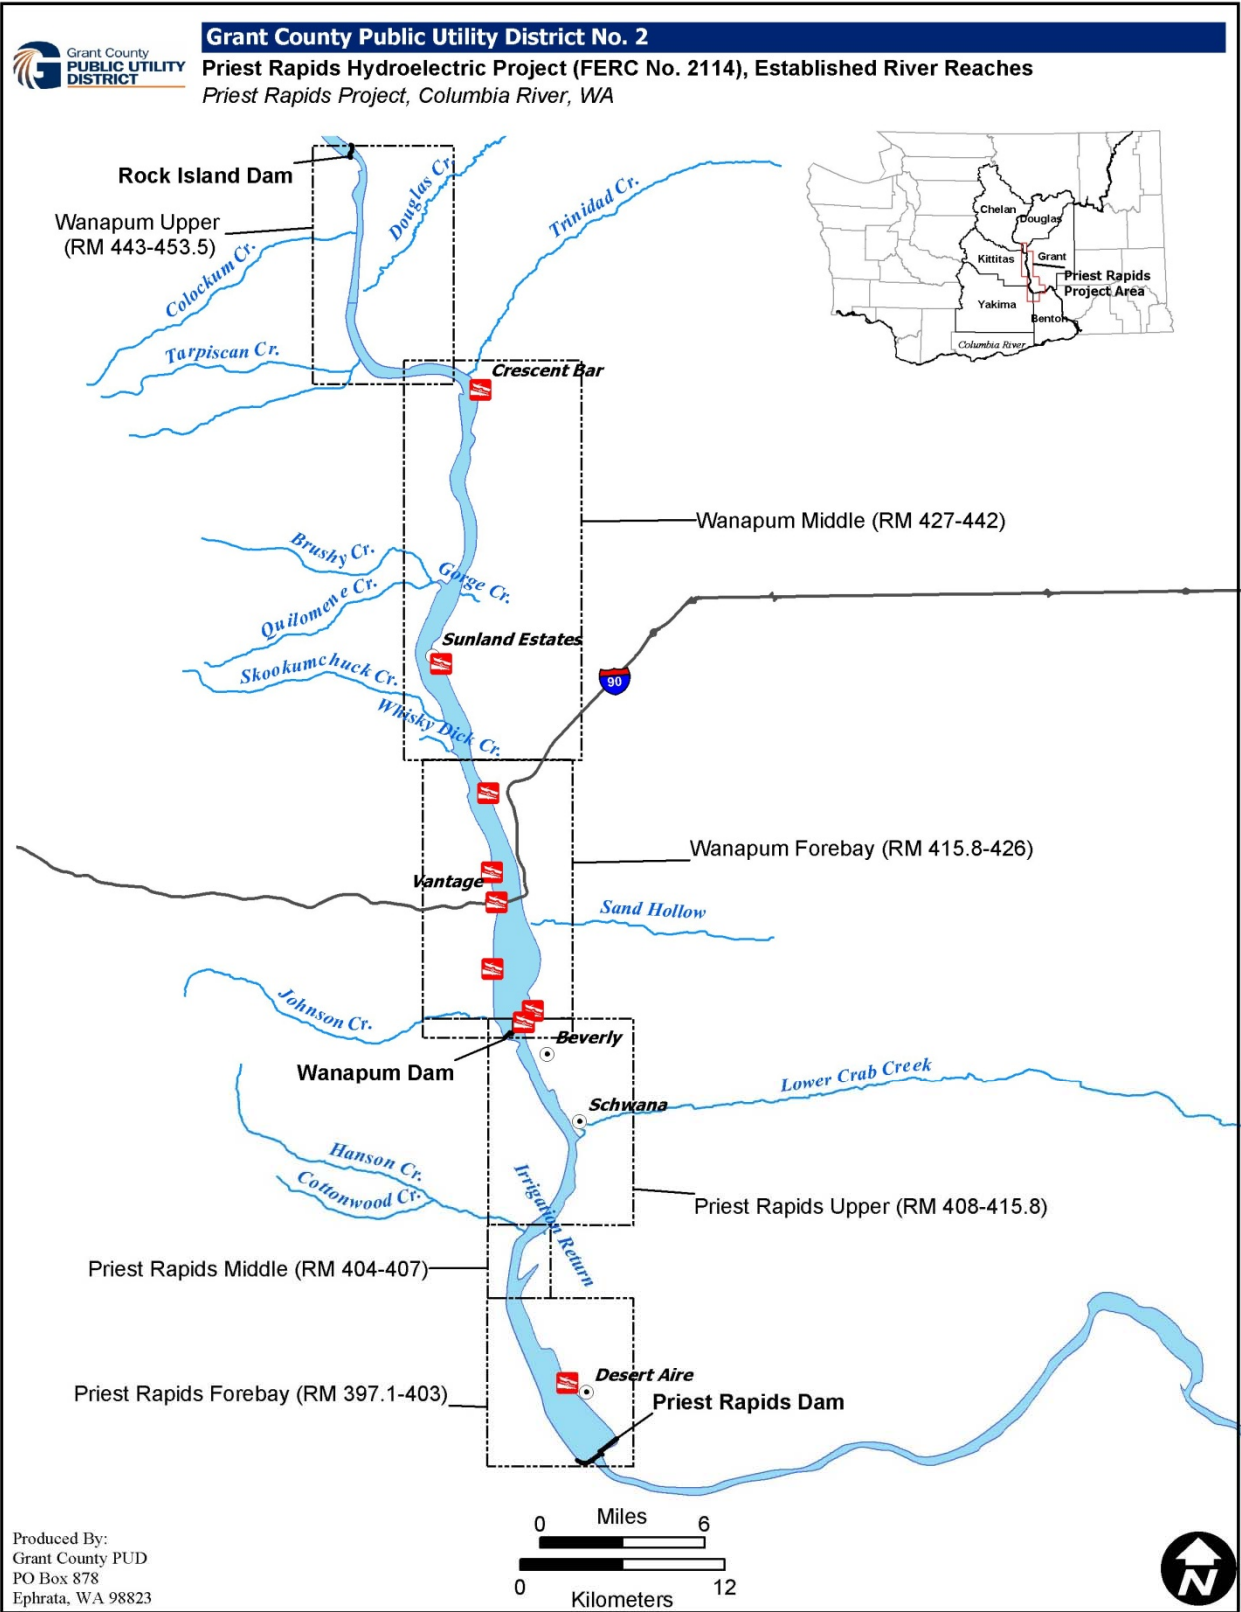 Grant County
PUBLIC UTILITY
DISTRICT
Grant County Public Utility District No. 2
Priest Rapids Hydroelectric Project (FERC No. 2114), Established River Reaches
Priest Rapids Project, Columbia River, WA
Rock Island Dam
Wanapum Upper
(RM 443-453.5)
Douglas Cr.
Trinidad Cr.
Colockum Cr.
Tarpiscan Cr.
Crescent Bar
Chelan
Douglas
Kittitas
Grant
Priest Rapids
Project Area
Yakima
Benton
Columbia River
Wanapum Middle (RM 427-442)
Brushy Cr.
Gorge Cr.
Quilomene Cr.
Sunland Estates
Skookumchuck Cr.
90
Whisky Dick Cr.
Wanapum Forebay (RM 415.8-426)
Vantage
Sand Hollow
Johnson Cr.
Beverly
Wanapum Dam
Lower Crab Creek
Schwana
Hanson Cr.
Cottonwood Cr.
Irrigation Return
Priest Rapids Upper (RM 408-415.8)
Priest Rapids Middle (RM 404-407)
Desert Aire
Priest Rapids Forebay (RM 397.1-403)
Priest Rapids Dam
Miles
0 6
0 12
Kilometers
Produced By:
Grant County PUD
PO Box 878
Ephrata, WA 98823
N